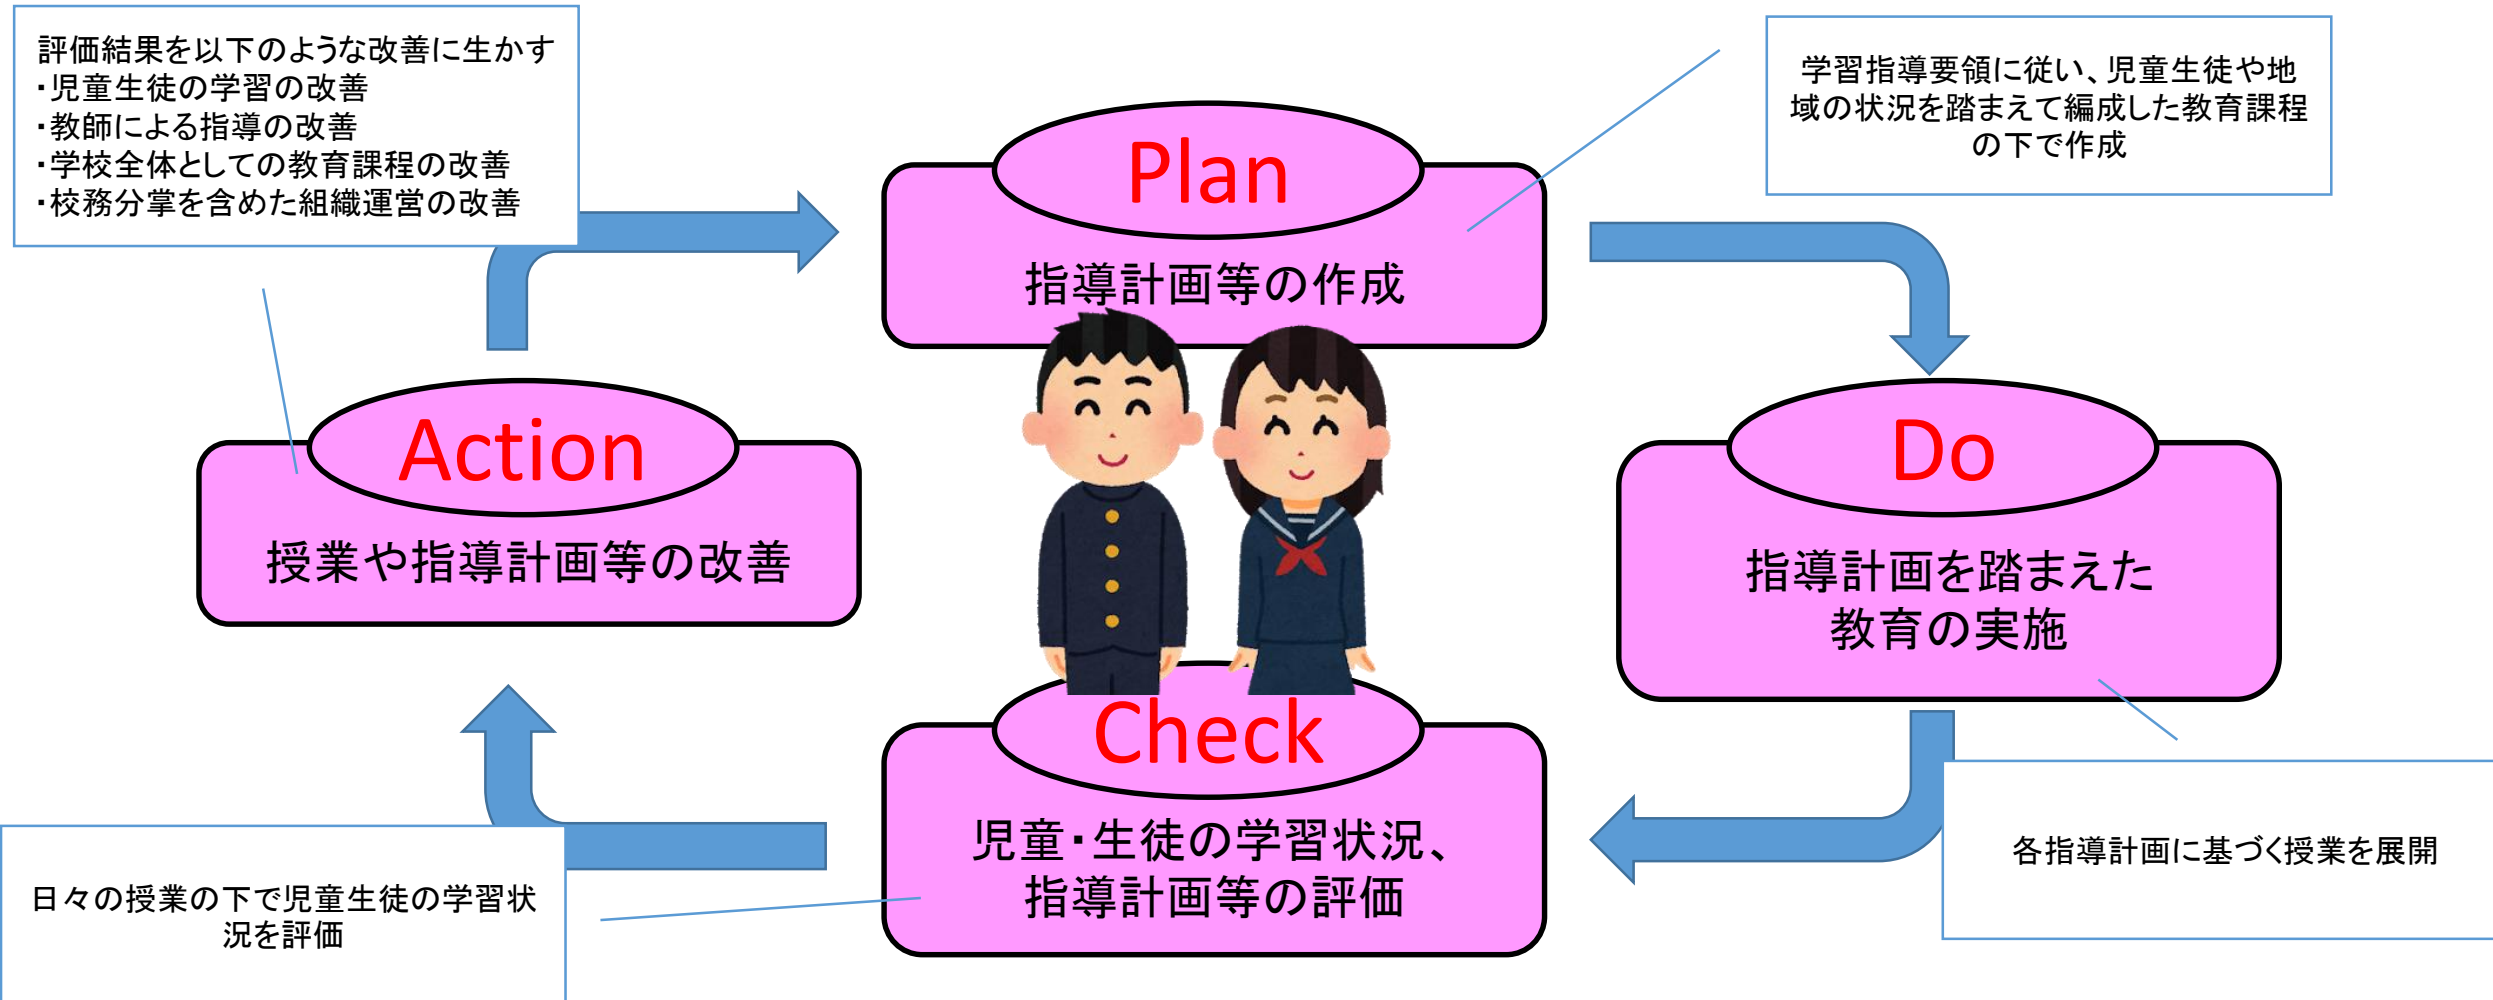 評価結果を以下のような改善に生かす
・児童生徒の学習の改善
・教師による指導の改善
・学校全体としての教育課程の改善
・校務分掌を含めた組織運営の改善
Plan
指導計画等の作成
学習指導要領に従い、児童生徒や地
域の状況を踏まえて編成した教育課程
の下で作成
Action
授業や指導計画等の改善
Do
指導計画を踏まえた
教育の実施
Check
児童・生徒の学習状況、
指導計画等の評価
日々の授業の下で児童生徒の学習状
況を評価
各指導計画に基づく授業を展開